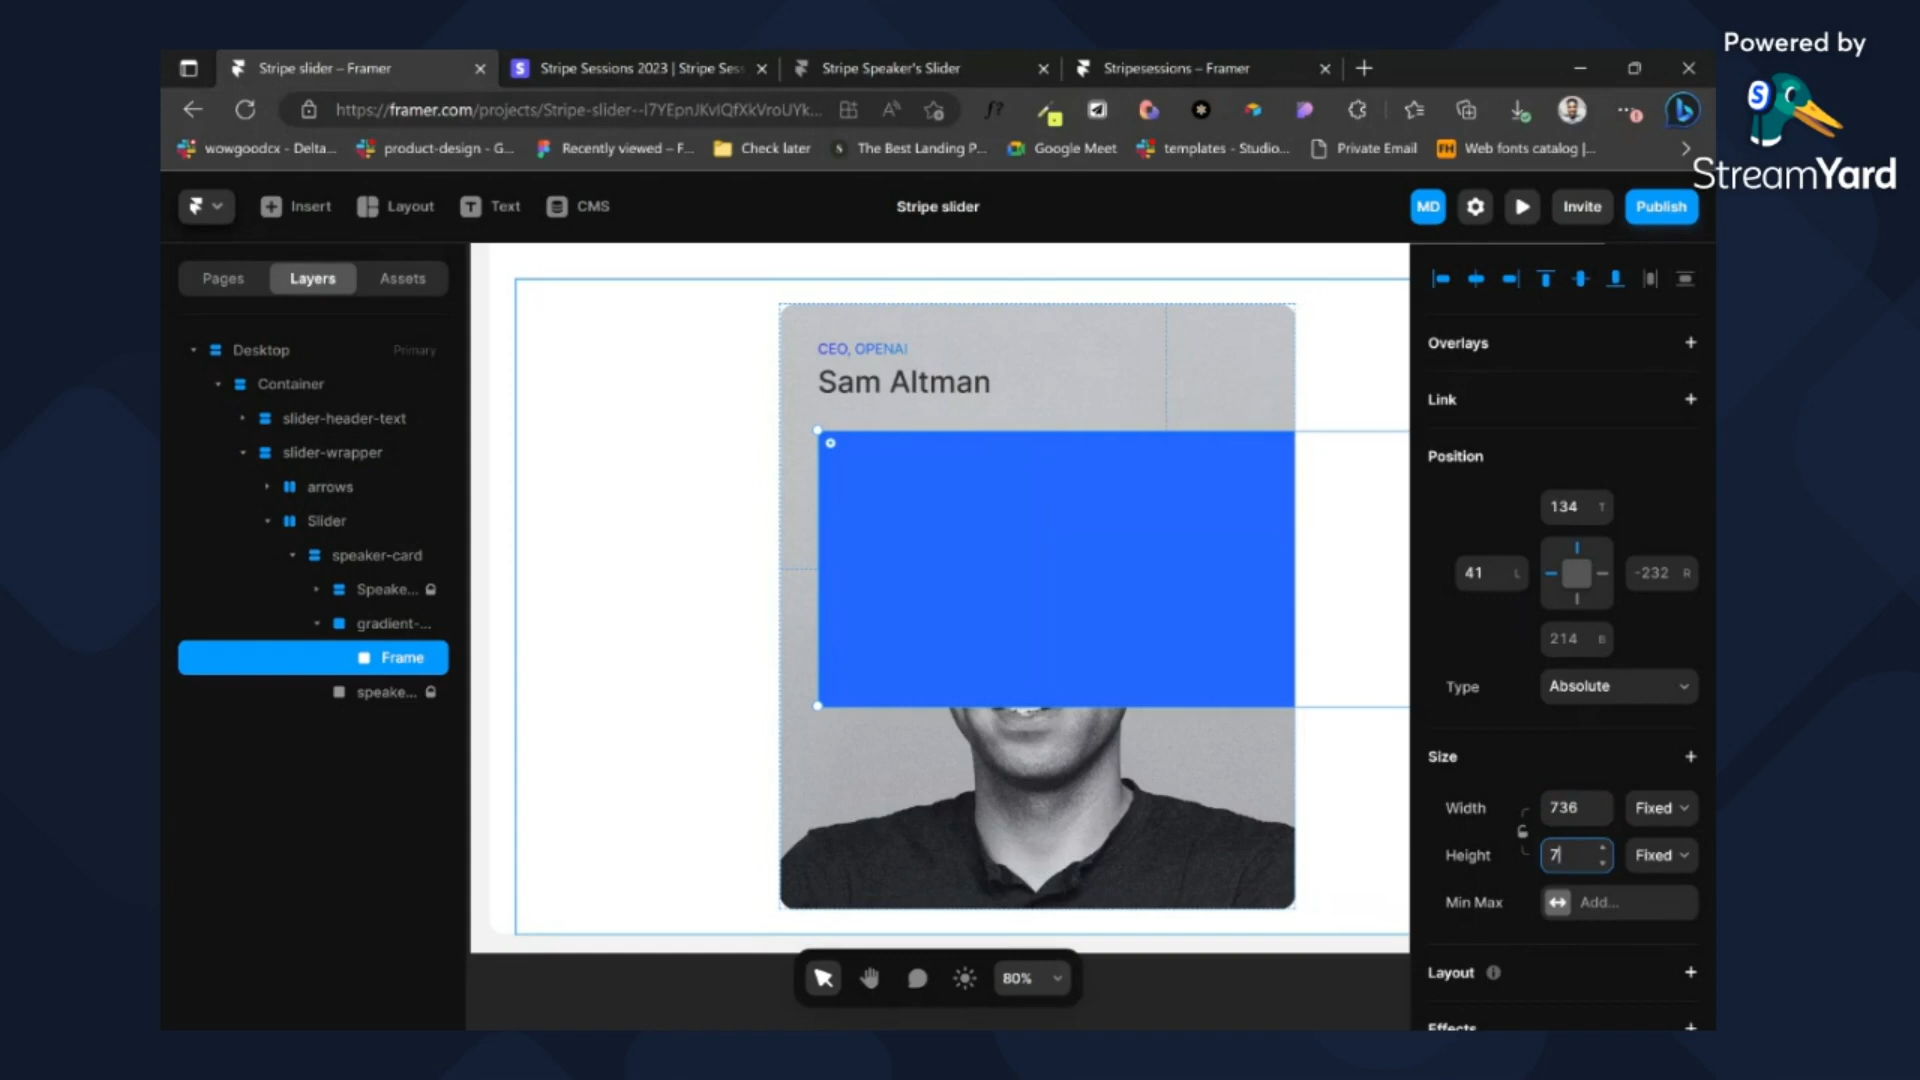 Powered by
StreamYard
Stripe slider – Framer
Stripe Sessions 2023 | Stripe Ses
Stripe Speaker's Slider
Stripesessions – Framer
https://framer.com/projects/Stripe-slider--I7YEpnJKvIQfXkVroUYk...
wowgoodcx - Delta...
product-design - G...
Recently viewed – F...
Check later
The Best Landing P...
Google Meet
templates - Studio...
Private Email
FH
Web fonts catalog |...
Insert
Layout
Text
CMS
Stripe slider
MD
Invite
Publish
Pages
Layers
Assets
Desktop
Primary
Container
slider-header-text
slider-wrapper
arrows
Slider
speaker-card
Speake...
gradient-...
Frame
speake...
CEO, OPENAI
Sam Altman
80%
Overlays
Link
Position
134 T
41 L
-232 R
214 B
Type
Absolute
Size
Width
736
Fixed
Height
7
Fixed
Min Max
Add...
Layout
Effects